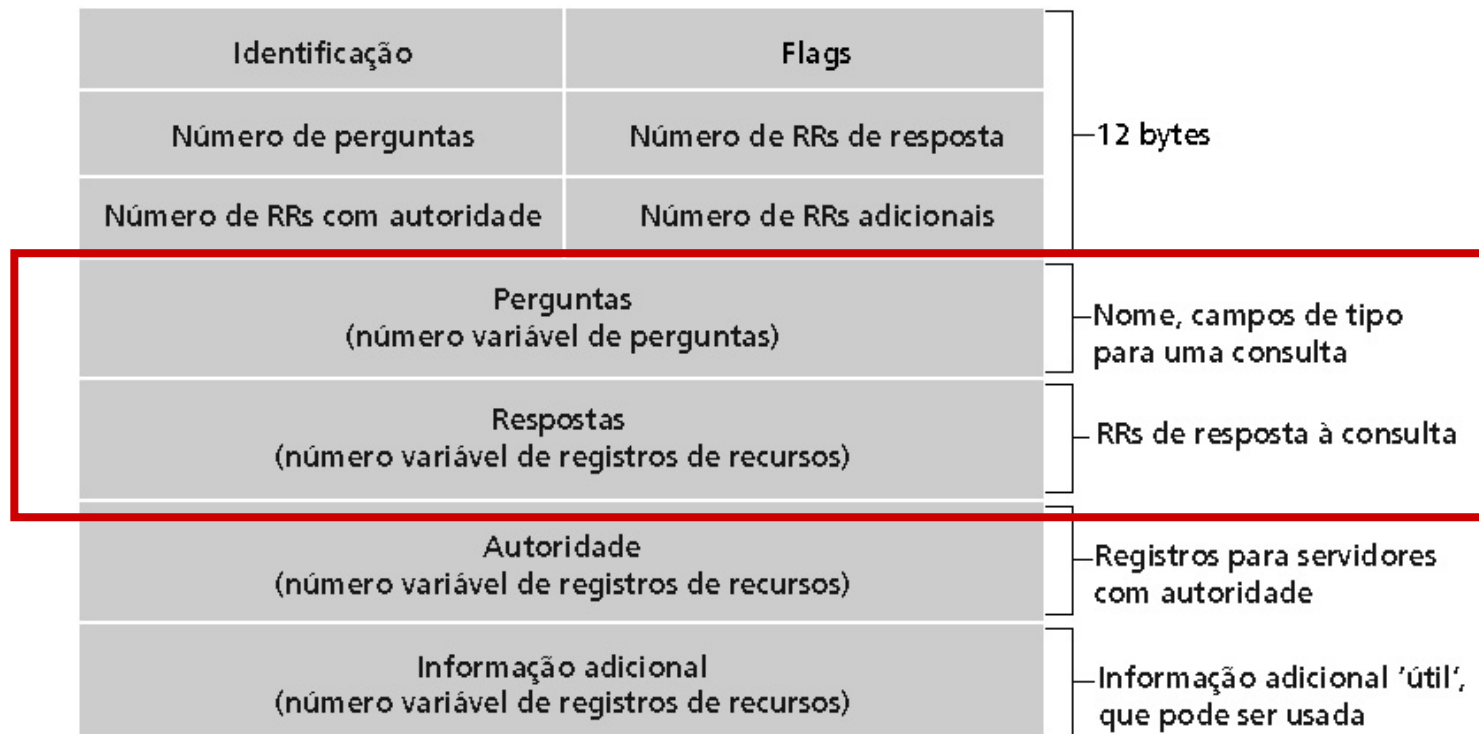 Identificação
Flags
Número de perguntas
Número de RRs de resposta
12 bytes
Número de RRs com autoridade
Número de RRs adicionais
Perguntas
(número variável de perguntas)
Nome, campos de tipo
para uma consulta
Respostas
(número variável de registros de recursos)
RRs de resposta à consulta
Autoridade
(número variável de registros de recursos)
Registros para servidores
com autoridade
Informação adicional
(número variável de registros de recursos)
Informação adicional ‘útil’,
que pode ser usada